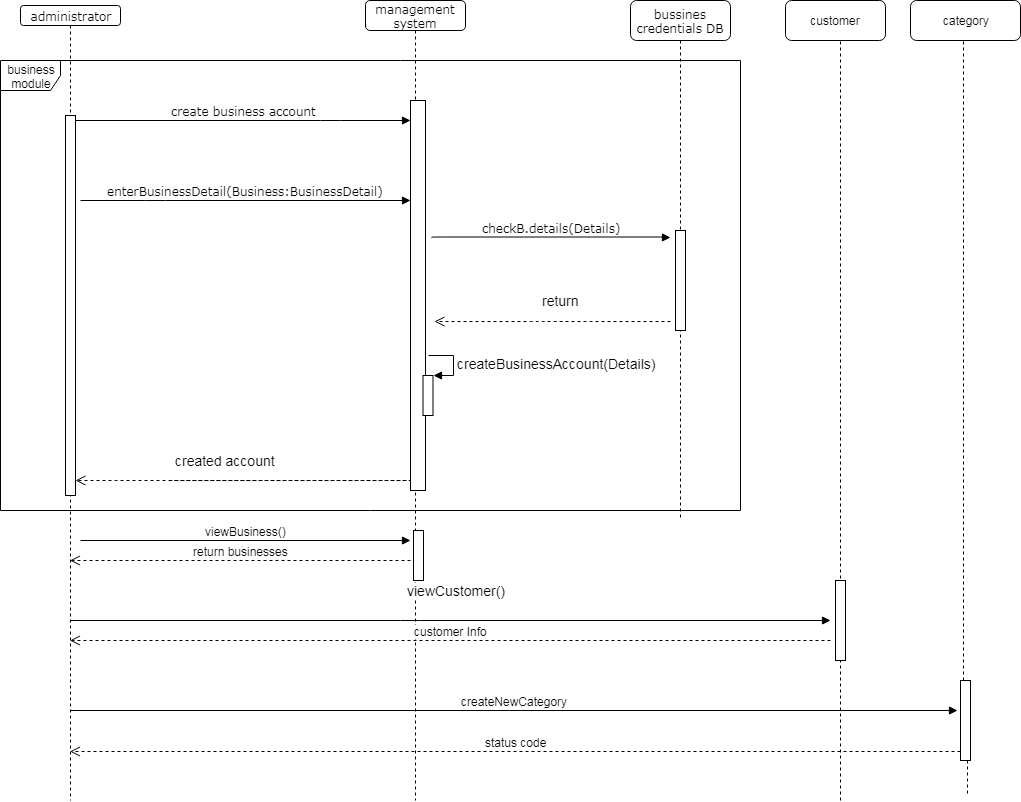 administrator
management
system
bussines
credentials DB
customer
category
business
module
create business account
enterBusinessDetail(Business:BusinessDetail)
checkB.details(Details)
return
createBusinessAccount(Details)
created account
viewBusiness()
return businesses
viewCustomer()
customer Info
createNewCategory
status code